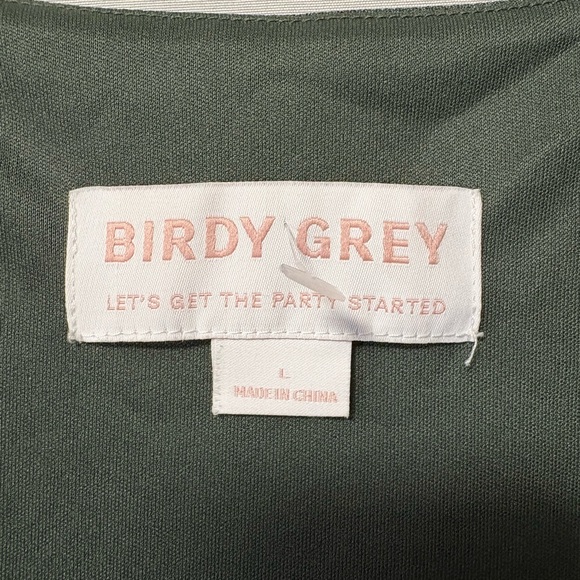 BIRDY GREY
LET'S GET THE PARTY STARTED
L
MADE IN CHINA